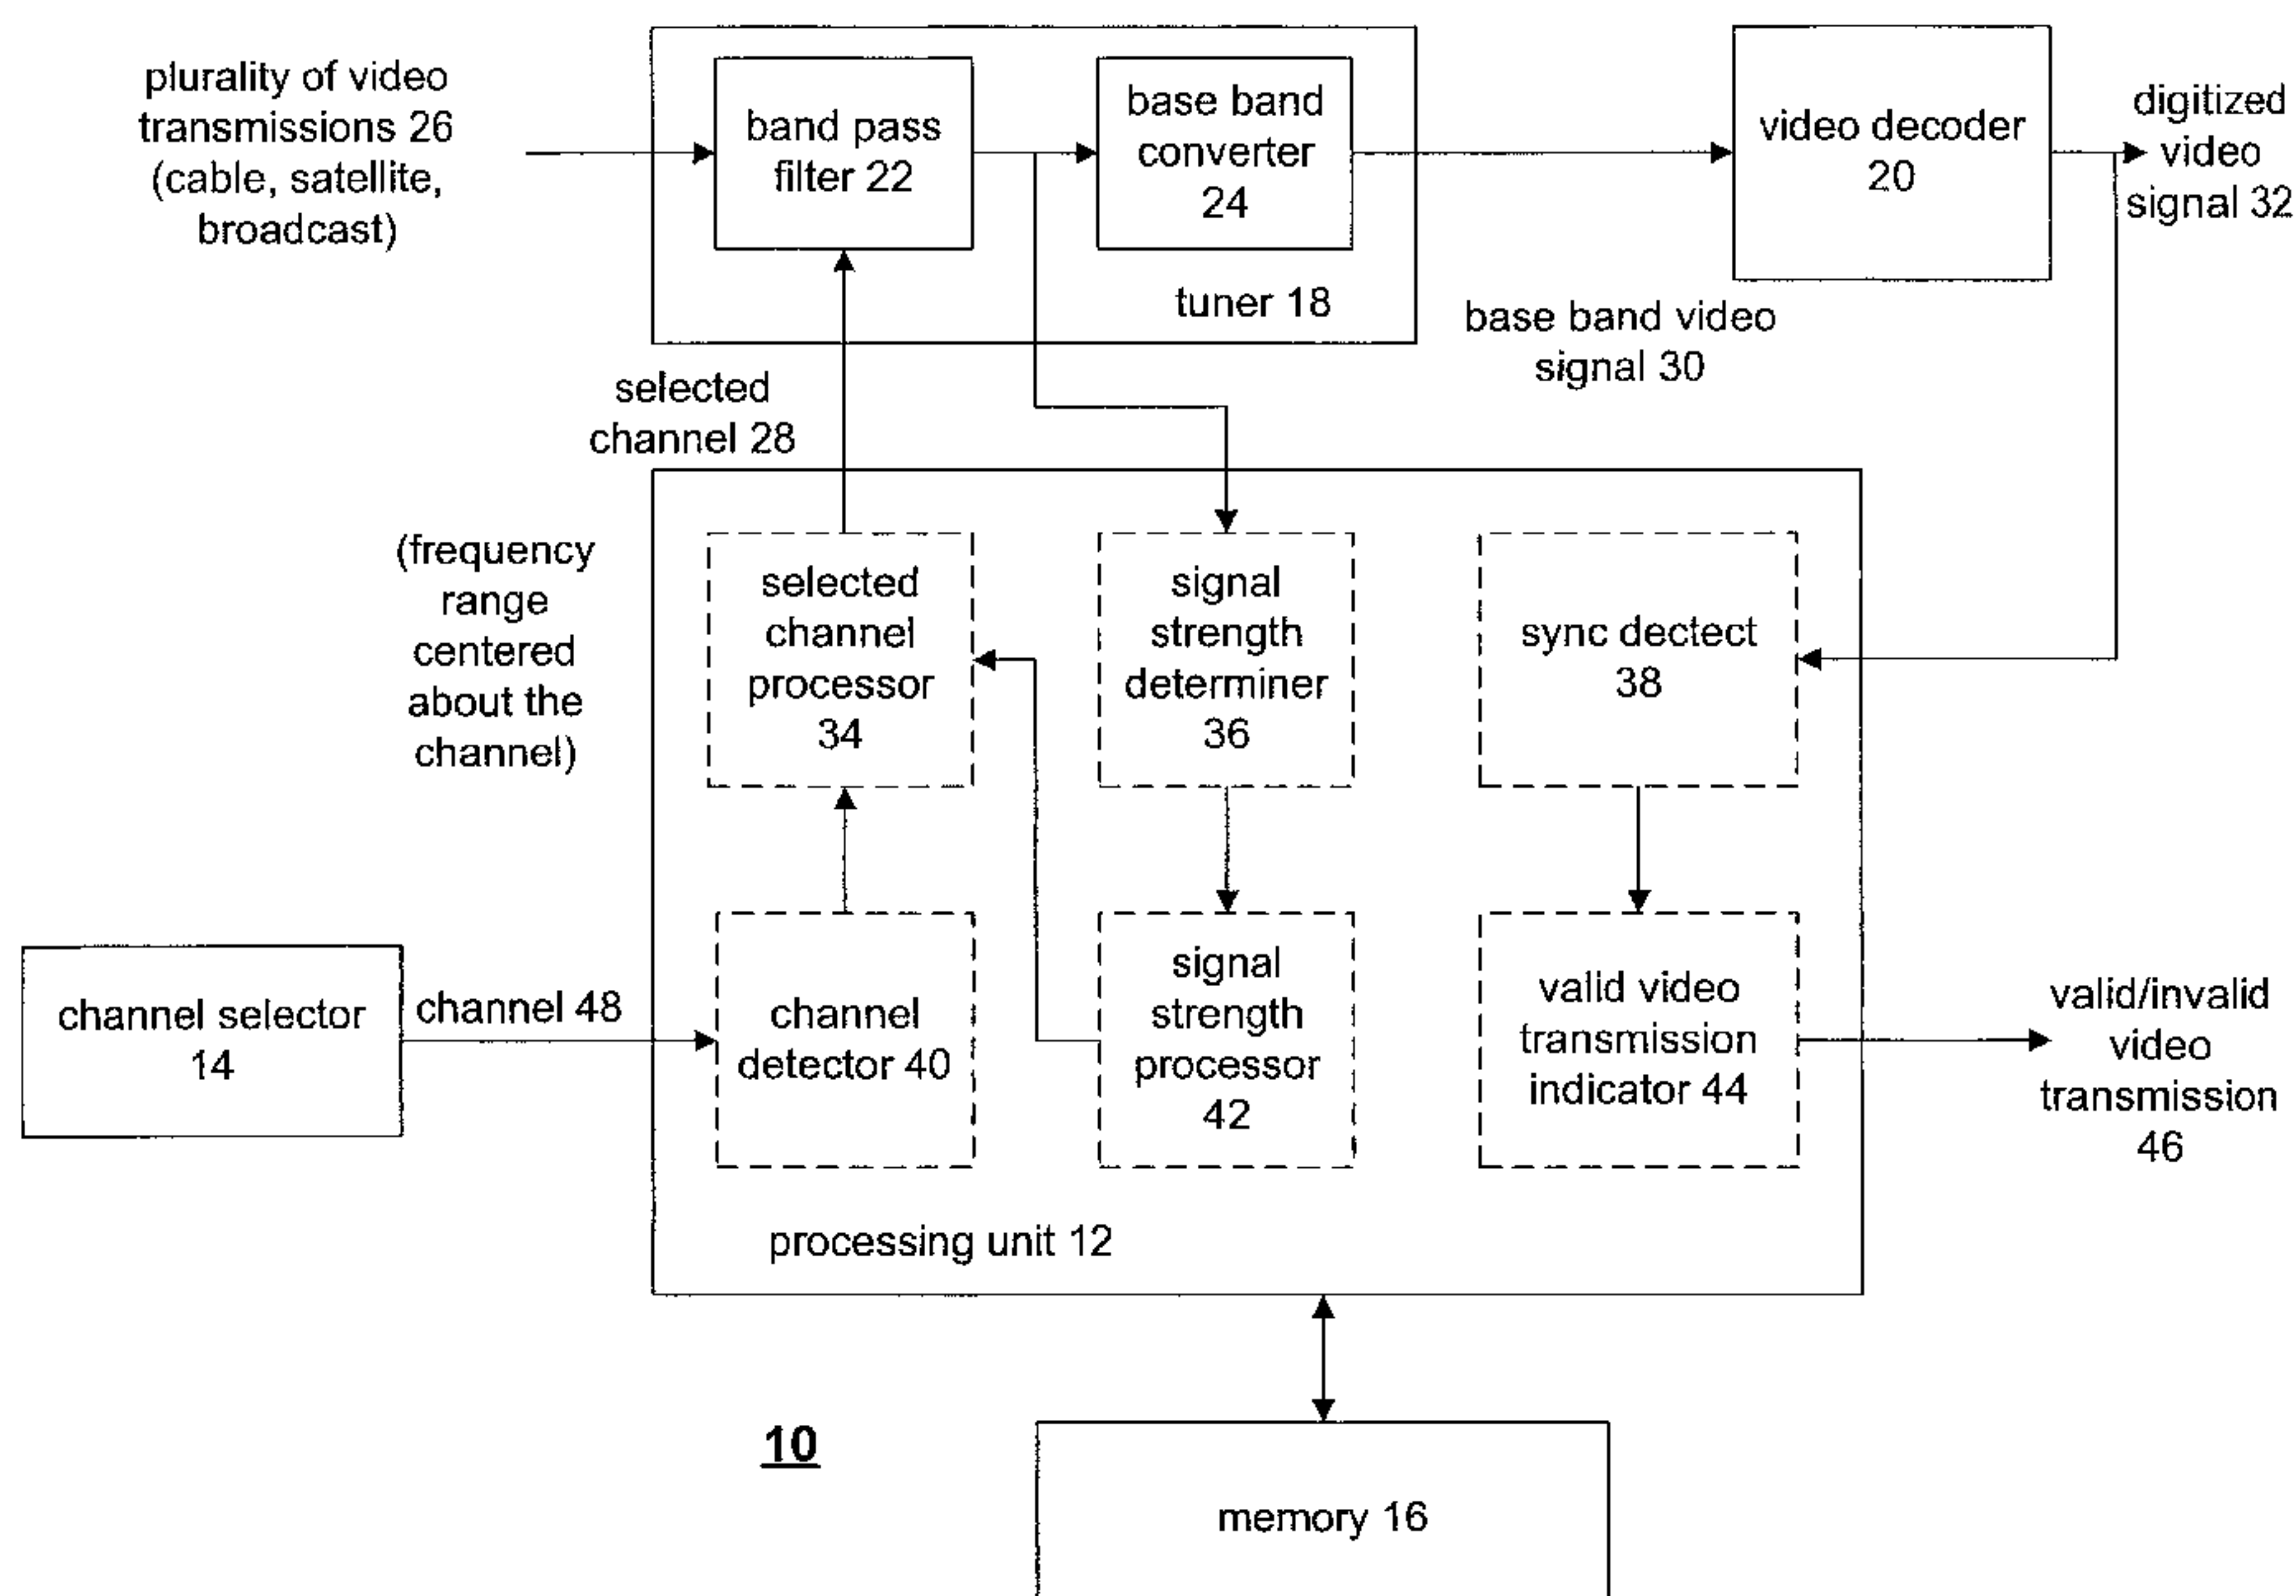 plurality of video
transmissions 26
(cable, satellite,
broadcast)
band pass
filter 22
base band
converter
24
tuner 18
video decoder
20
digitized
video
signal 32
base band video
signal 30
selected
channel 28
(frequency
range
centered
about the
channel)
selected
channel
processor
34
signal
strength
determiner
36
sync dectect
38
channel selector
14
channel 48
channel
detector 40
signal
strength
processor
42
valid video
transmission
indicator 44
valid/invalid
video
transmission
46
processing unit 12
10
memory 16